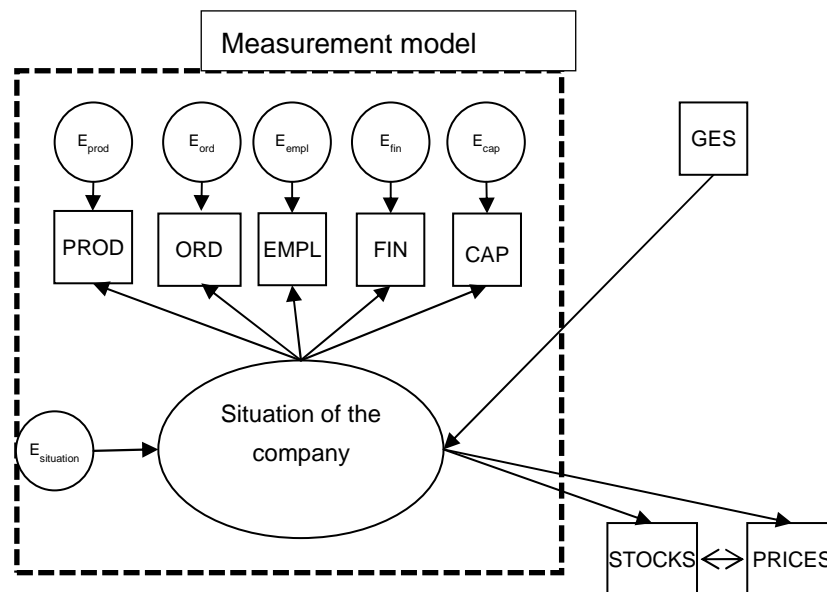 Measurement model
E_prod
E_ord
E_empl
E_fin
E_cap
GES
PROD
ORD
EMPL
FIN
CAP
Situation of the
company
E_situation
STOCKS
PRICES